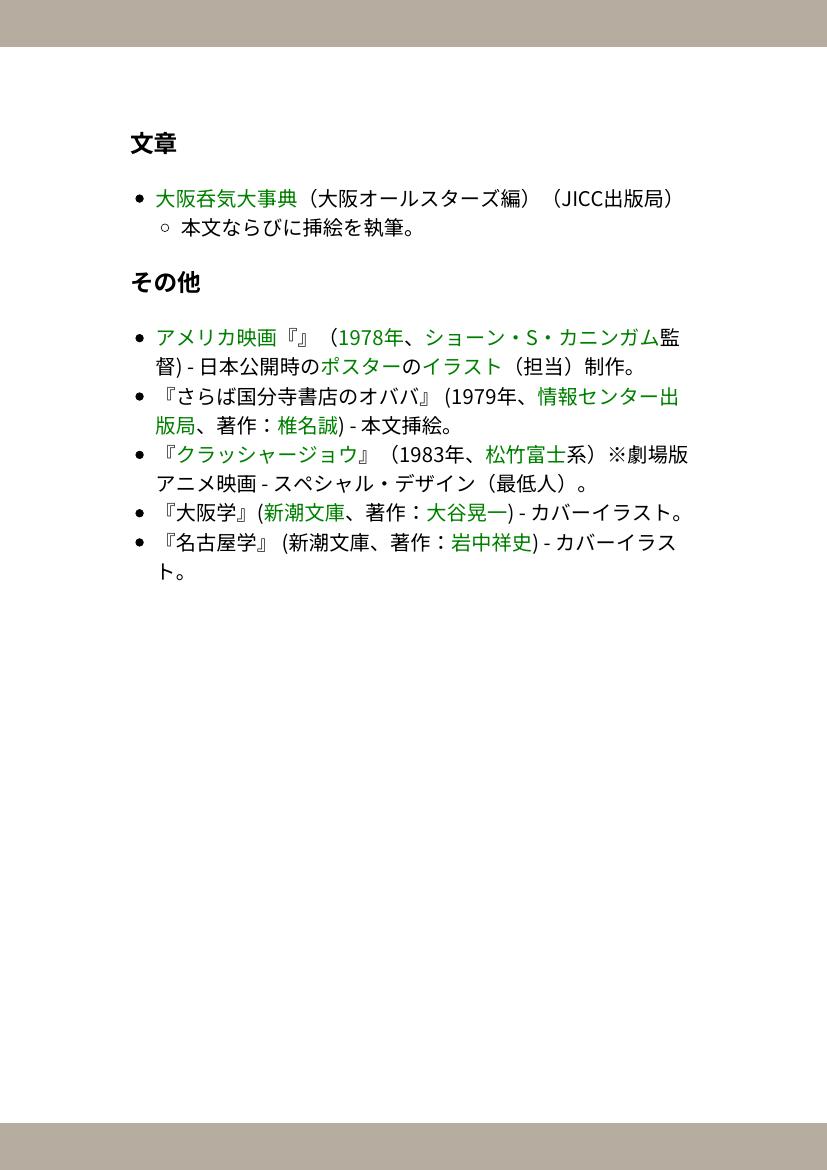 文章
大阪呑気大事典（大阪オールスターズ編）（JICC出版局）
本文ならびに挿絵を執筆。
その他
アメリカ映画『』（1978年、ショーン・S・カニンガム監
督) - 日本公開時のポスターのイラスト（担当）制作。
『さらば国分寺書店のオババ』 (1979年、情報センター出
版局、著作：椎名誠) - 本文挿絵。
『クラッシャージョウ』（1983年、松竹富士系）※劇場版
アニメ映画 - スペシャル・デザイン（最低人）。
『大阪学』(新潮文庫、著作：大谷晃一) - カバーイラスト。
『名古屋学』 (新潮文庫、著作：岩中祥史) - カバーイラス
ト。